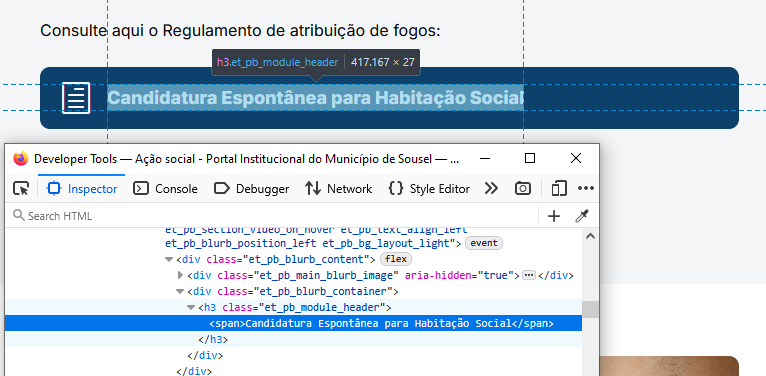 Consulte aqui o Regulamento de atribuição de fogos:
h3.et_pb_module_header 417.167 × 27
Candidatura Espontânea para Habitação Social
Developer Tools — Ação social - Portal Institucional do Município de Sousel — ...
Inspector Console Debugger Network Style Editor
Search HTML
et_pb_section_video_on_hover et_pb_text_align_left
et_pb_blurb_position_left et_pb_bg_layout_light"> event
<div class="et_pb_blurb_content"> flex
<div class="et_pb_main_blurb_image" aria-hidden="true"> ... </div>
<div class="et_pb_blurb_container">
<h3 class="et_pb_module_header">
<span>Candidatura Espontânea para Habitação Social</span>
</h3>
</div>
</div>